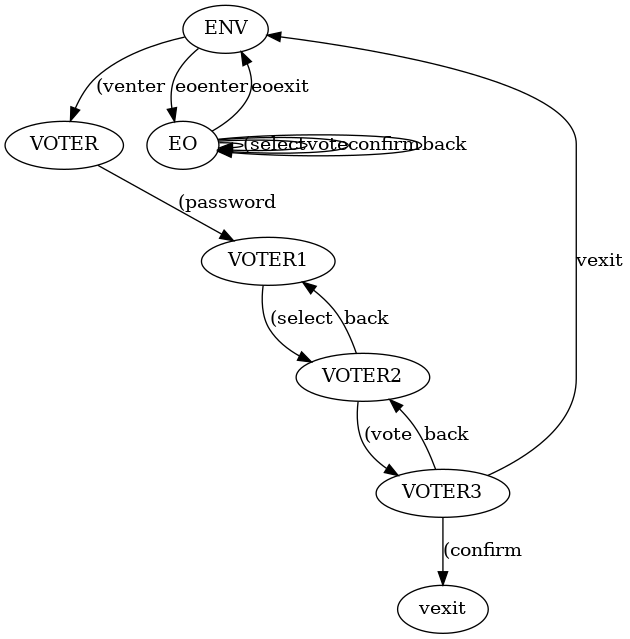 ENV
(venter
eoenter
eoexit
VOTER
EO
(select
vote
confirm
back
(password
VOTER1
vexit
(select
back
VOTER2
(vote
back
VOTER3
(confirm
vexit